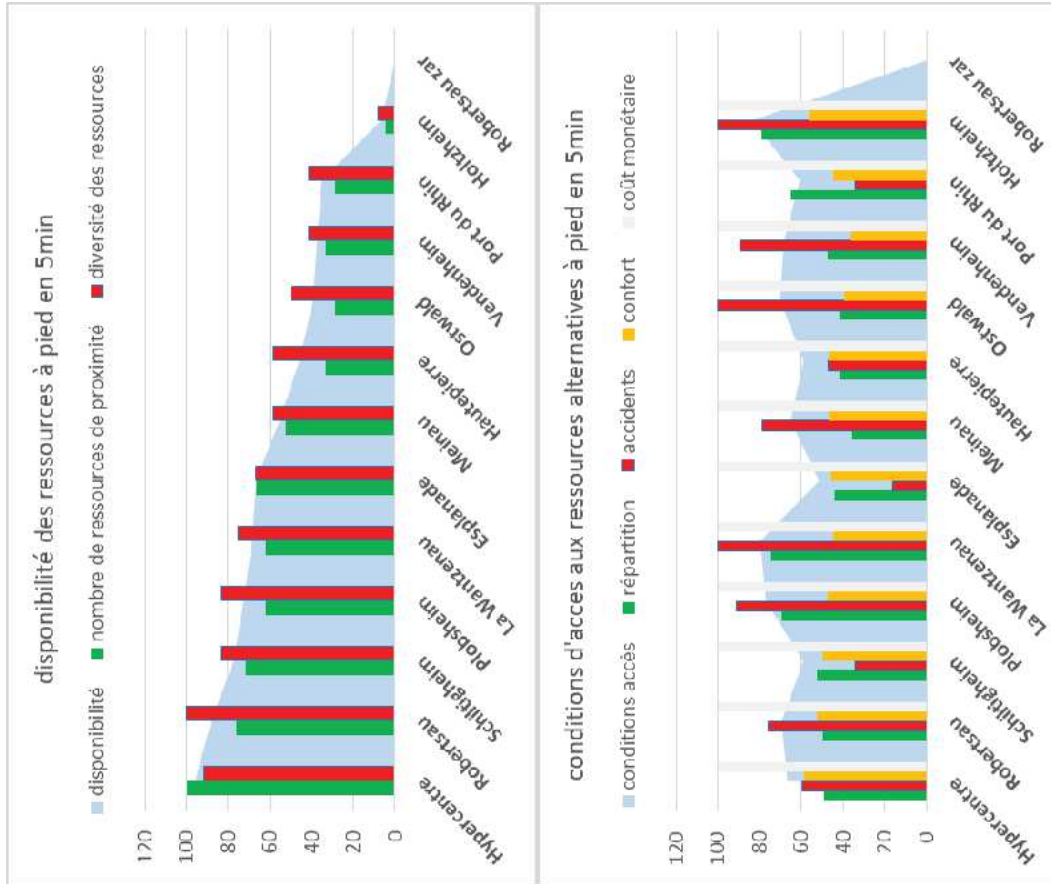 disponibilité des ressources à pied en 5min
disponibilité
nombre de ressources de proximité
diversité des ressources
120
100
80
60
40
20
0
Hypercentre
Robertsau
Schiltigheim
Plobsheim
La Wantzenau
Esplanade
Meinau
Hautepierre
Ostwald
Vendenheim
Port du Rhin
Holtzheim
Robertsau zar
conditions d'acces aux ressources alternatives à pied en 5min
conditions accès
répartition
accidents
confort
coût monétaire
120
100
80
60
40
20
0
Hypercentre
Robertsau
Schiltigheim
Plobsheim
La Wantzenau
Esplanade
Meinau
Hautepierre
Ostwald
Vendenheim
Port du Rhin
Holtzheim
Robertsau zar